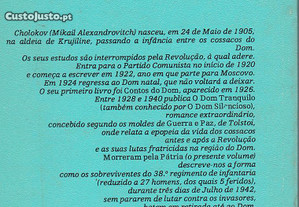 CustoJusto.pt
Cholokov (Mikail Alexandrovitch) nasceu, em 24 de Maio de 1905,
na aldeia de Krujiline, passando a infância entre os cossacos do
Dom.
Os seus estudos são interrompidos pela Revolução, à qual adere.
Entra para o Partido Comunista no início de 1920
e começa a escrever em 1922, ano em que parte para Moscovo.
Em 1924 regressa ao Dom natal, que não voltará a deixar.
O seu primeiro livro foi Contos do Dom, aparecido em 1926.
Entre 1928 e 1940 publica O Dom Tranquilo
(também conhecido por O Dom Silencioso),
romance extraordinário,
concebido segundo os moldes de Guerra e Paz, de Tolstoi,
onde relata a epopeia da vida dos cossacos
antes e após a Revolução
e as suas lutas fratricidas na região do Dom.
Morreram pela Pátria (o presente volume)
descreve-nos a forma
como os sobreviventes do 38.º regimento de infantaria
(reduzido a 27 homens, dos quais 5 feridos),
durante três dias de Julho de 1942,
sem pararem de lutar contra os invasores,
batem em retirada até ao Dom